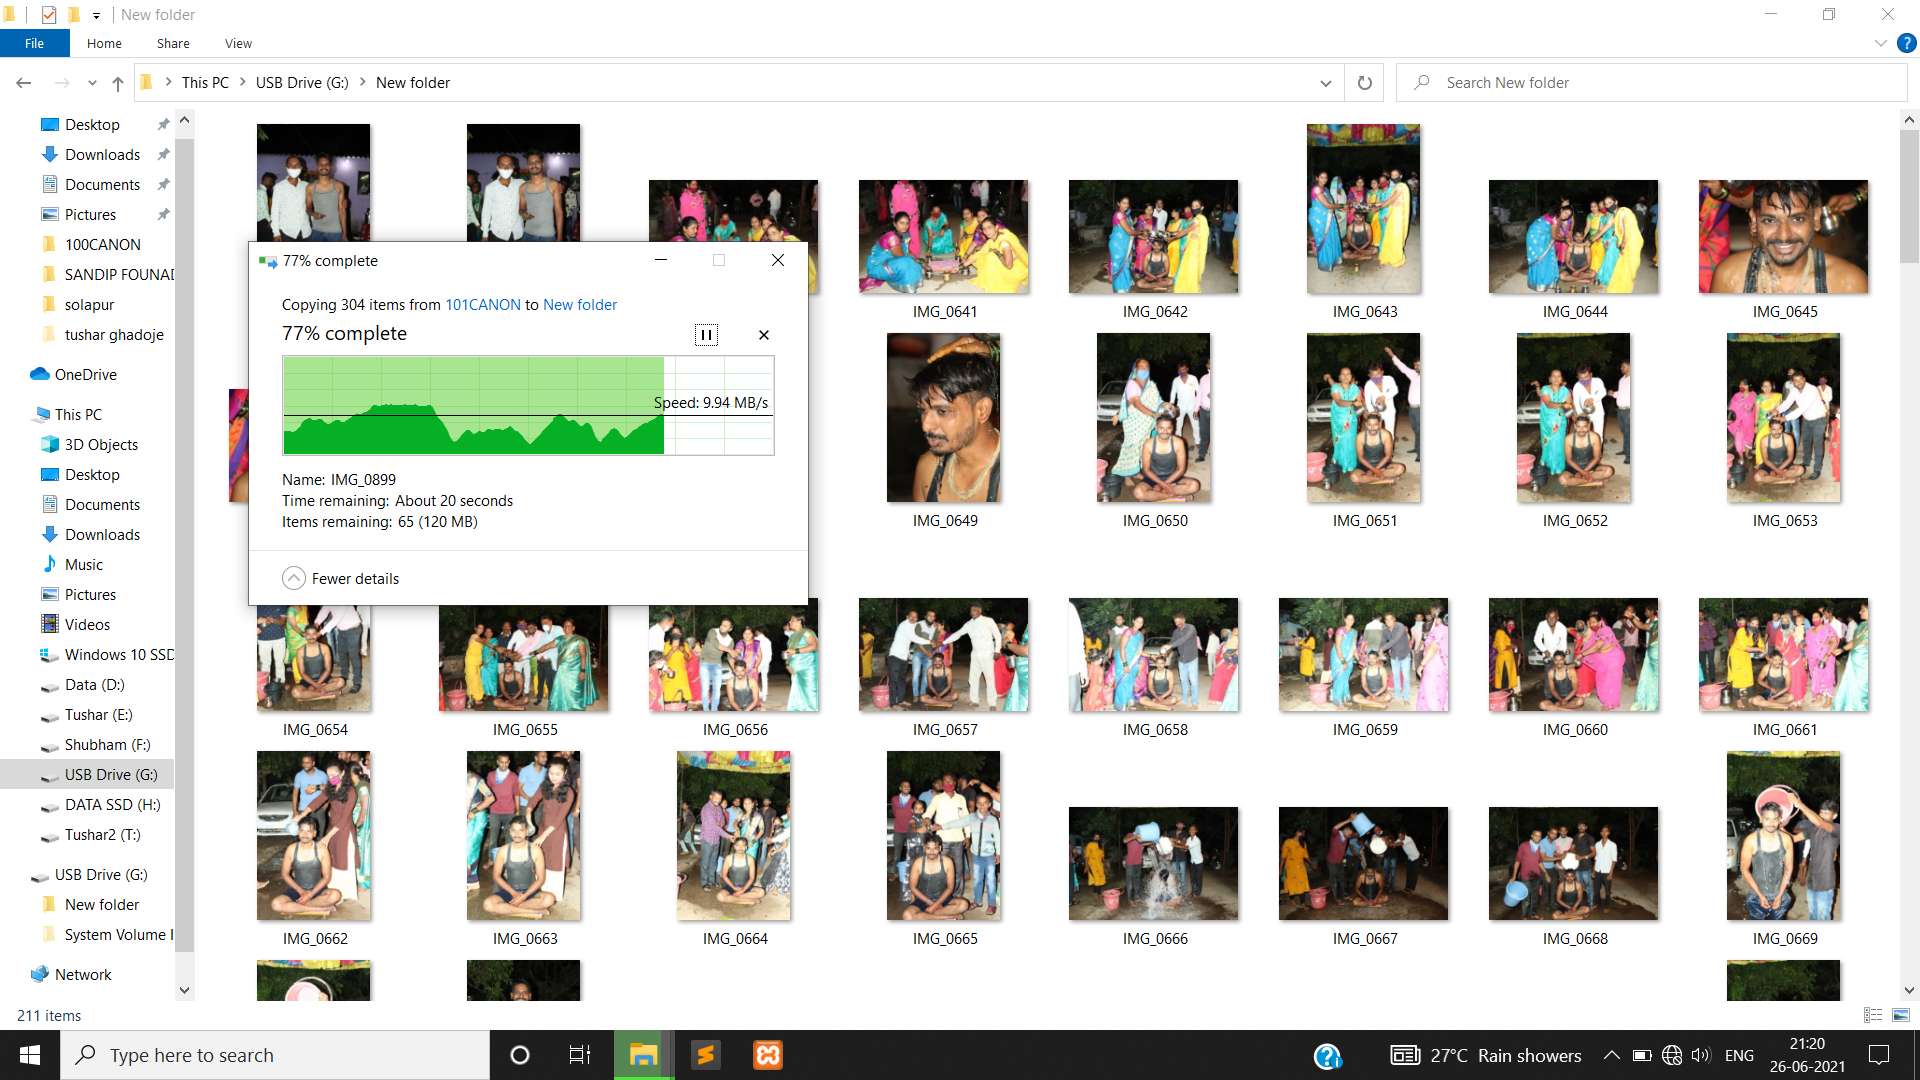 New folder
File Home Share View
This PC USB Drive (G:) New folder
Search New folder
Desktop
Downloads
Documents
Pictures
100CANON
SANDIP FOUNAD
solapur
tushar ghadoje
OneDrive
This PC
3D Objects
Desktop
Documents
Downloads
Music
Pictures
Videos
Windows 10 SSD
Data (D:)
Tushar (E:)
Shubham (F:)
USB Drive (G:)
DATA SSD (H:)
Tushar2 (T:)
USB Drive (G:)
New folder
System Volume I
Network
77% complete
Copying 304 items from 101CANON to New folder
77% complete
Speed: 9.94 MB/s
Name: IMG_0899
Time remaining: About 20 seconds
Items remaining: 65 (120 MB)
Fewer details
IMG_0641 IMG_0642 IMG_0643 IMG_0644 IMG_0645
IMG_0649 IMG_0650 IMG_0651 IMG_0652 IMG_0653
IMG_0654 IMG_0655 IMG_0656 IMG_0657 IMG_0658 IMG_0659 IMG_0660 IMG_0661
IMG_0662 IMG_0663 IMG_0664 IMG_0665 IMG_0666 IMG_0667 IMG_0668 IMG_0669
211 items
Type here to search
27°C Rain showers
ENG
21:20
26-06-2021